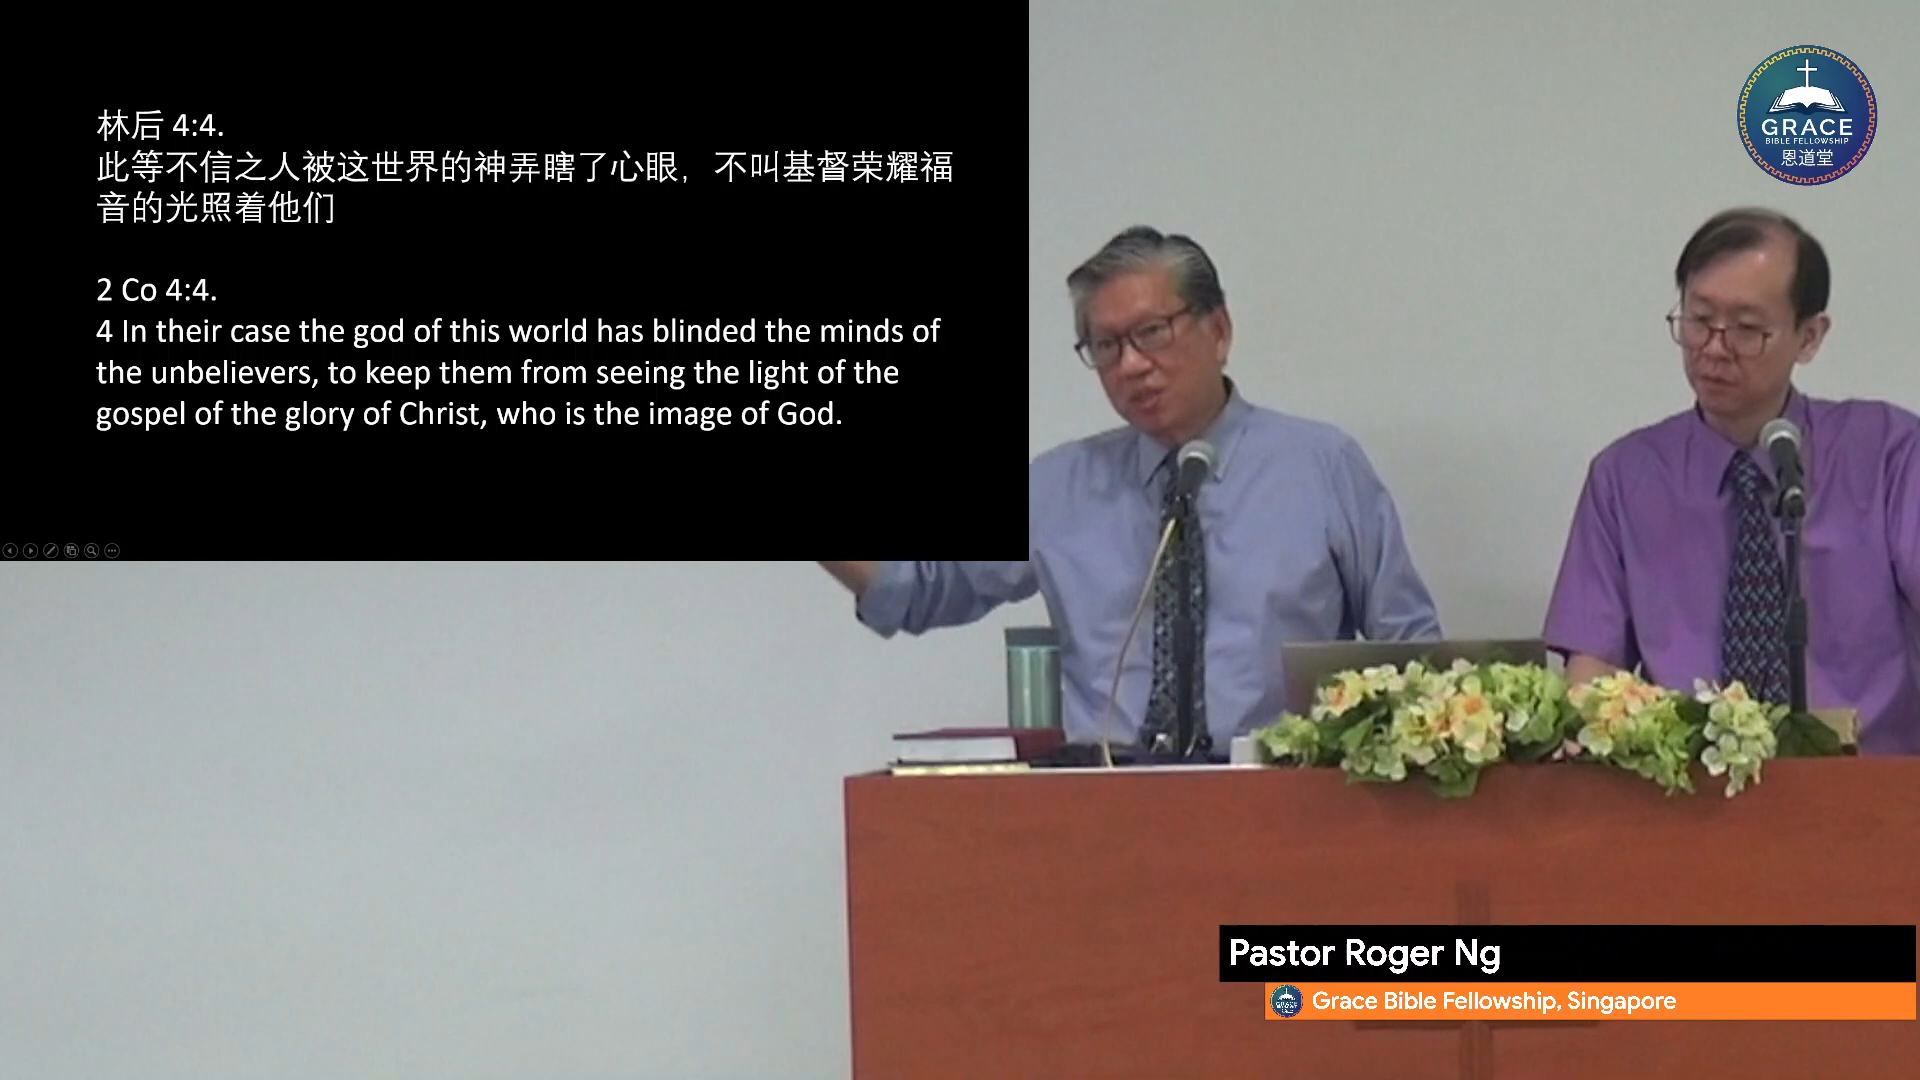 林后 4:4.
此等不信之人被这世界的神弄瞎了心眼，不叫基督荣耀福
音的光照着他们
2 Co 4:4.
4 In their case the god of this world has blinded the minds of
the unbelievers, to keep them from seeing the light of the
gospel of the glory of Christ, who is the image of God.
GRACE
BIBLE FELLOWSHIP
恩道堂
Pastor Roger Ng
Grace Bible Fellowship, Singapore